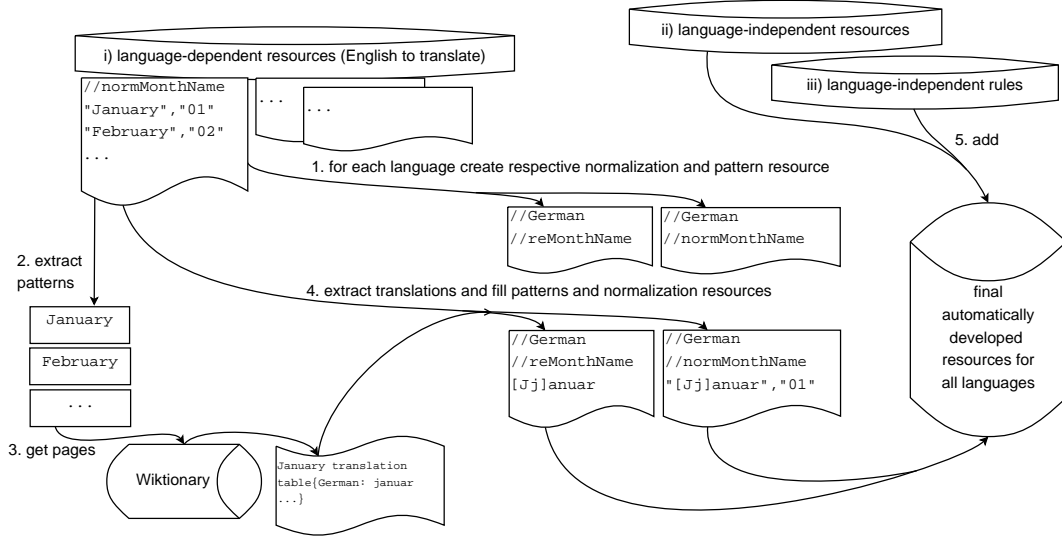 ii) language-independent resources
i) language-dependent resources (English to translate)
iii) language-independent rules
//normMonthName
"January","01"
"February","02"
...
...
...
5. add
1. for each language create respective normalization and pattern resource
//German
//reMonthName
//German
//normMonthName
2. extract
patterns
4. extract translations and fill patterns and normalization resources
January
February
...
//German
//reMonthName
[Jj]anuar
//German
//normMonthName
"[Jj]anuar","01"
final
automatically
developed
resources for
all languages
3. get pages
Wiktionary
January translation
table{German: januar
...}